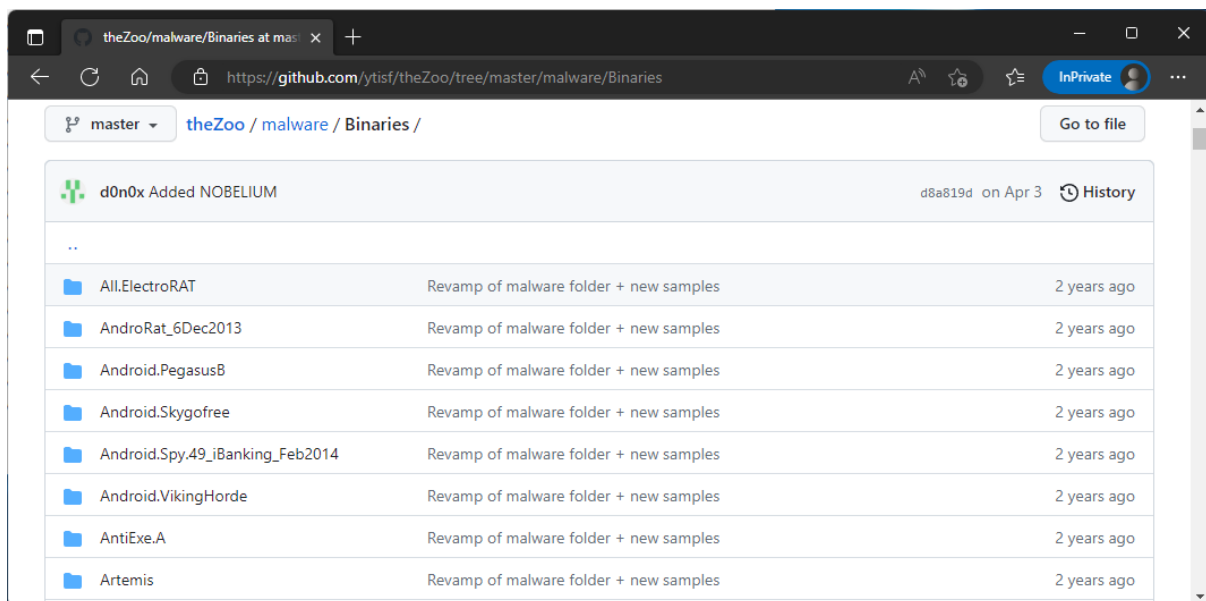 theZoo/malware/Binaries at mas
https://github.com/ytisf/theZoo/tree/master/malware/Binaries
InPrivate
master
theZoo / malware / Binaries /
Go to file
d0n0x Added NOBELIUM
d8a819d on Apr 3 History
..
All.ElectroRAT Revamp of malware folder + new samples 2 years ago
AndroRat_6Dec2013 Revamp of malware folder + new samples 2 years ago
Android.PegasusB Revamp of malware folder + new samples 2 years ago
Android.Skygofree Revamp of malware folder + new samples 2 years ago
Android.Spy.49_iBanking_Feb2014 Revamp of malware folder + new samples 2 years ago
Android.VikingHorde Revamp of malware folder + new samples 2 years ago
AntiExe.A Revamp of malware folder + new samples 2 years ago
Artemis Revamp of malware folder + new samples 2 years ago